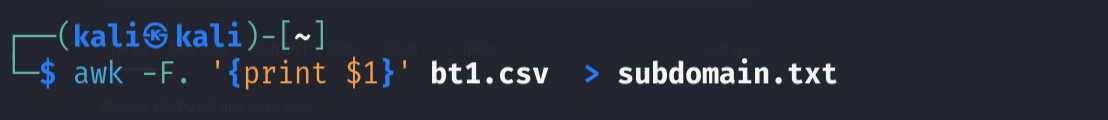 ┌──(kali㉿kali)-[~]
└─$ awk -F. '{print $1}' bt1.csv  > subdomain.txt